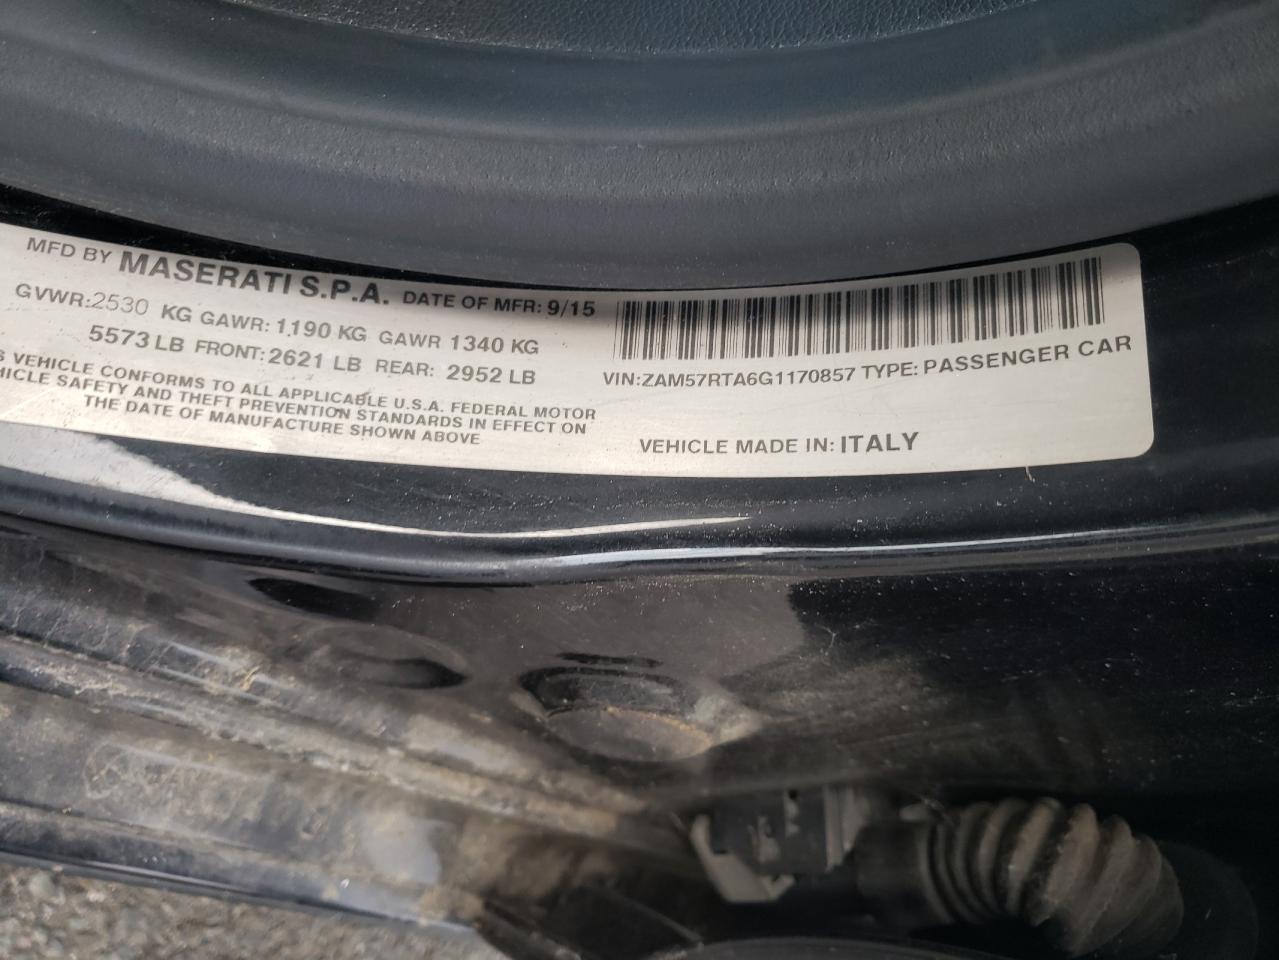 MFD BY MASERATI S.P.A. DATE OF MFR: 9/15
GVWR:2530 KG GAWR: 1190 KG GAWR 1340 KG
5573 LB FRONT: 2621 LB REAR: 2952 LB
VEHICLE CONFORMS TO ALL APPLICABLE U.S.A. FEDERAL MOTOR
SAFETY AND THEFT PREVENTION STANDARDS IN EFFECT ON
THE DATE OF MANUFACTURE SHOWN ABOVE
VIN:ZAM57RTA6G1170857 TYPE: PASSENGER CAR
VEHICLE MADE IN: ITALY